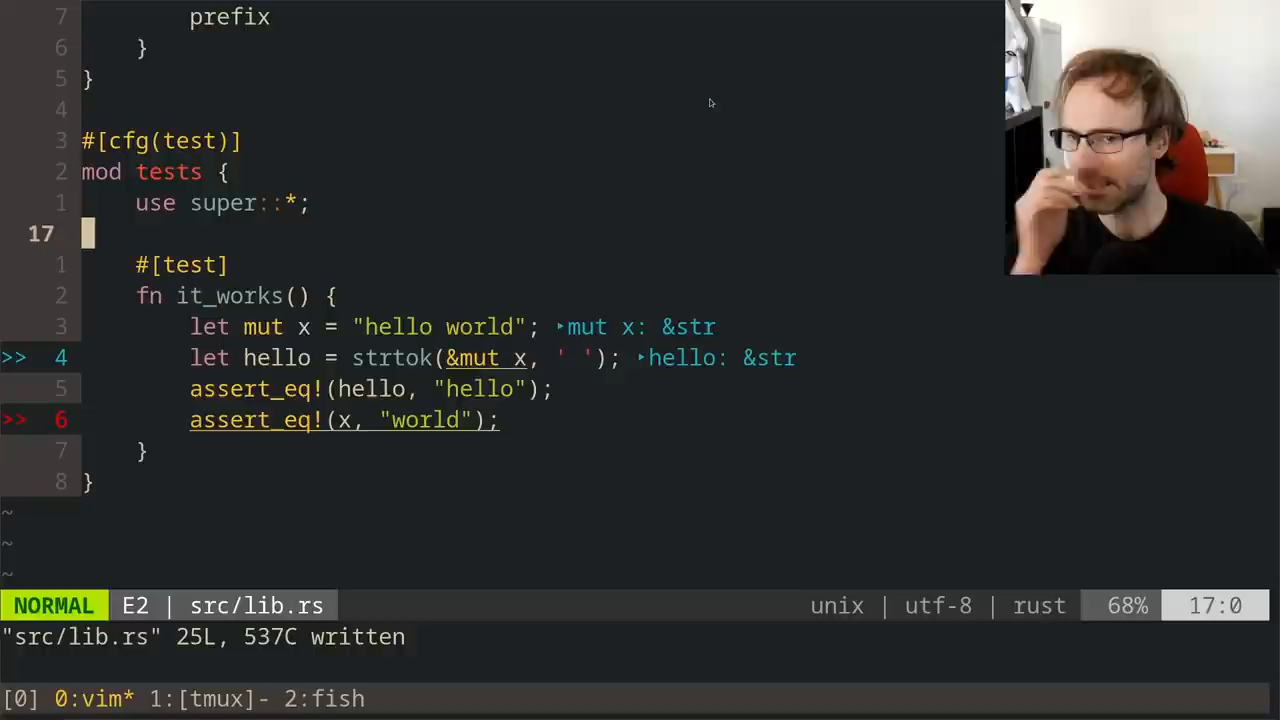 7 prefix
6 }
5 }
4
3 #[cfg(test)]
2 mod tests {
1 use super::*;
17
1 #[test]
2 fn it_works() {
3 let mut x = "hello world"; ‣mut x: &str
>> 4 let hello = strtok(&mut x, ' '); ‣hello: &str
5 assert_eq!(hello, "hello");
>> 6 assert_eq!(x, "world");
7 }
8 }
~
~
~
NORMAL E2 | src/lib.rs unix | utf-8 | rust 68% 17:0
"src/lib.rs" 25L, 537C written
[0] 0:vim* 1:[tmux]- 2:fish